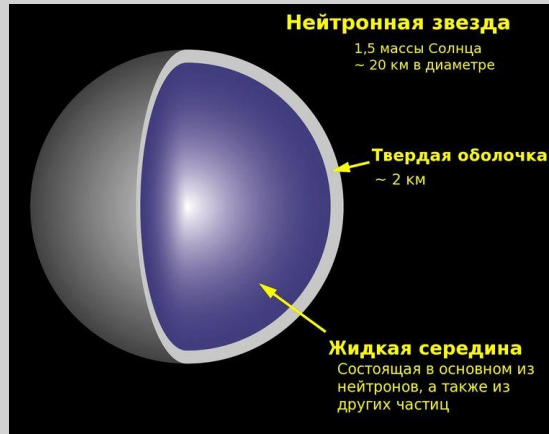 Нейтронная звезда
1,5 массы Солнца
~ 20 км в диаметре
Твердая оболочка
~ 2 км
Жидкая середина
Состоящая в основном из
нейтронов, а также из
других частиц